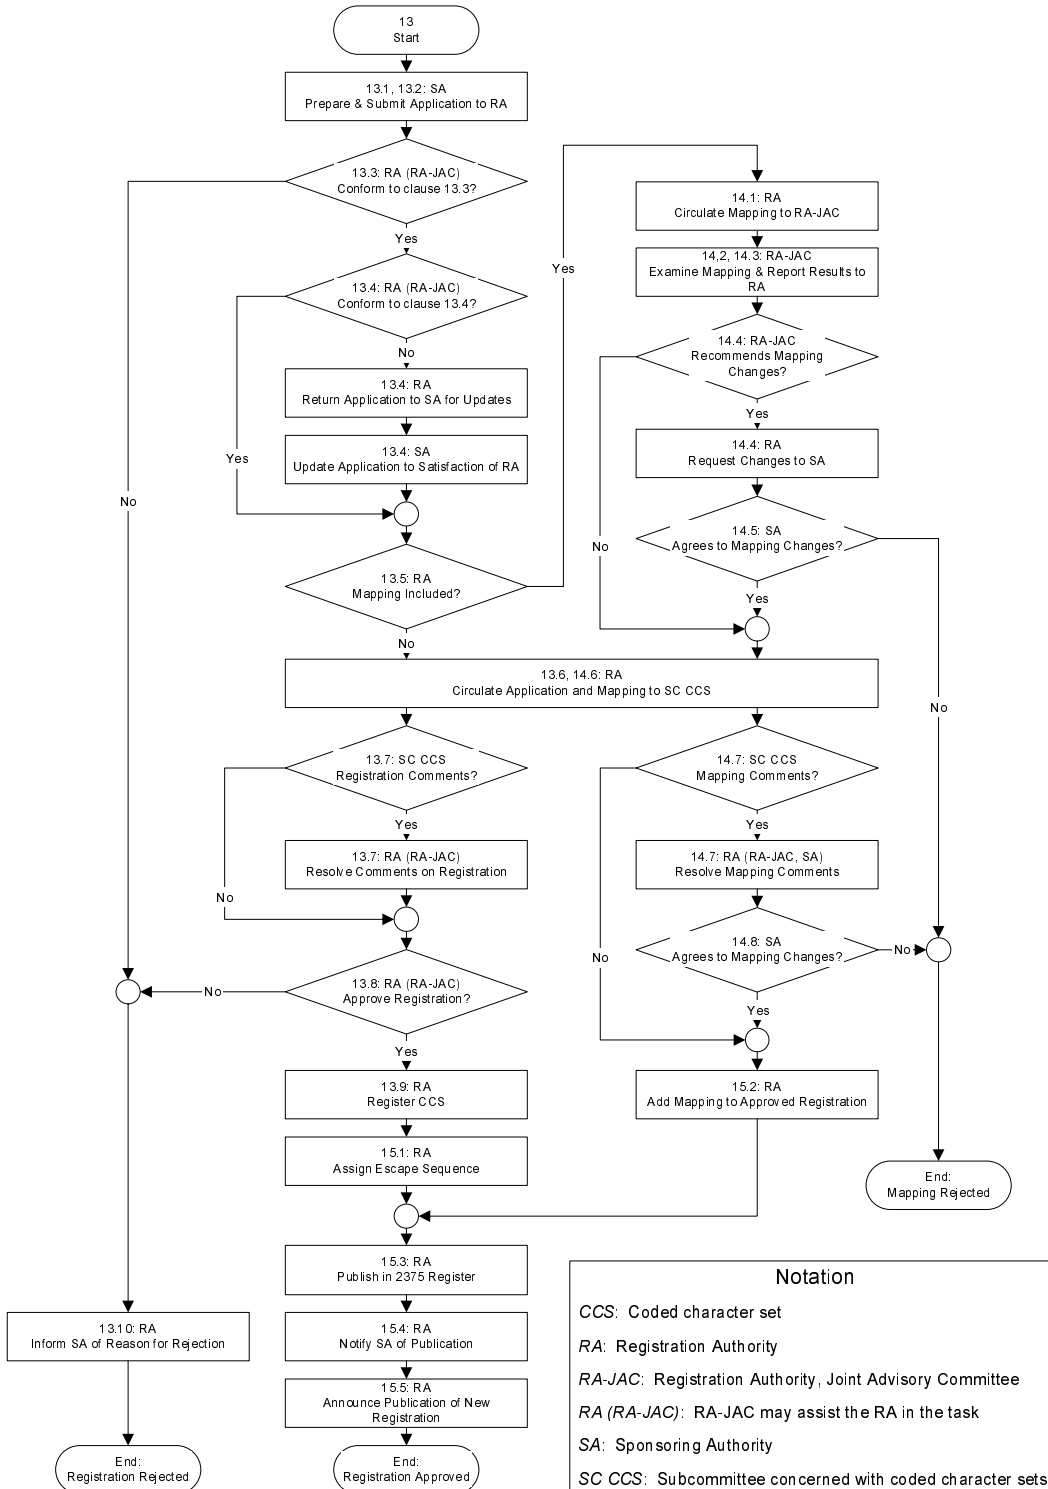 13
Start
13.1, 13.2: SA
Prepare & Submit Application to RA
13.3: RA (RA-JAC)
Conform to clause 13.3?
Yes
13.4: RA (RA-JAC)
Conform to clause 13.4?
No
13.4: RA
Return Application to SA for Updates
13.4: SA
Update Application to Satisfaction of RA
Yes
No
13.5: RA
Mapping Included?
Yes
No
14.1: RA
Circulate Mapping to RA-JAC
14,2, 14.3: RA-JAC
Examine Mapping & Report Results to
RA
14.4: RA-JAC
Recommends Mapping
Changes?
Yes
14.4: RA
Request Changes to SA
14.5: SA
Agrees to Mapping Changes?
No
Yes
No
13.6, 14.6: RA
Circulate Application and Mapping to SC CCS
13.7: SC CCS
Registration Comments?
Yes
13.7: RA (RA-JAC)
Resolve Comments on Registration
No
13.8: RA (RA-JAC)
Approve Registration?
No
Yes
13.9: RA
Register CCS
15.1: RA
Assign Escape Sequence
14.7: SC CCS
Mapping Comments?
Yes
14.7: RA (RA-JAC, SA)
Resolve Mapping Comments
14.8: SA
Agrees to Mapping Changes?
No
No
Yes
15.2: RA
Add Mapping to Approved Registration
End:
Mapping Rejected
15.3: RA
Publish in 2375 Register
15.4: RA
Notify SA of Publication
15.5: RA
Announce Publication of New
Registration
End:
Registration Approved
13.10: RA
Inform SA of Reason for Rejection
End:
Registration Rejected
Notation
CCS: Coded character set
RA: Registration Authority
RA-JAC: Registration Authority, Joint Advisory Committee
RA (RA-JAC): RA-JAC may assist the RA in the task
SA: Sponsoring Authority
SC CCS: Subcommittee concerned with coded character sets